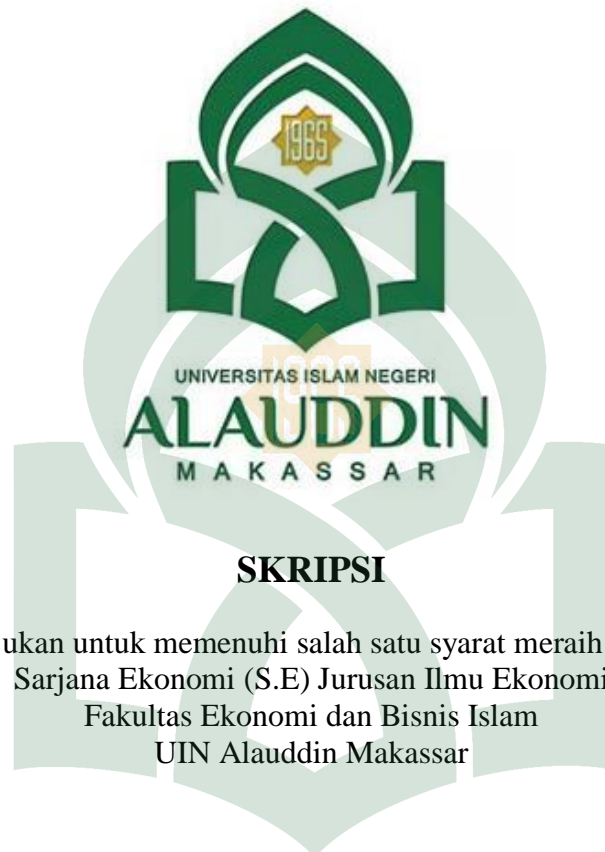 1965
UNIVERSITAS ISLAM NEGERI
ALAUDDIN
MAKASSAR
SKRIPSI
ukan untuk memenuhi salah satu syarat meraih
Sarjana Ekonomi (S.E) Jurusan Ilmu Ekonomi
Fakultas Ekonomi dan Bisnis Islam
UIN Alauddin Makassar